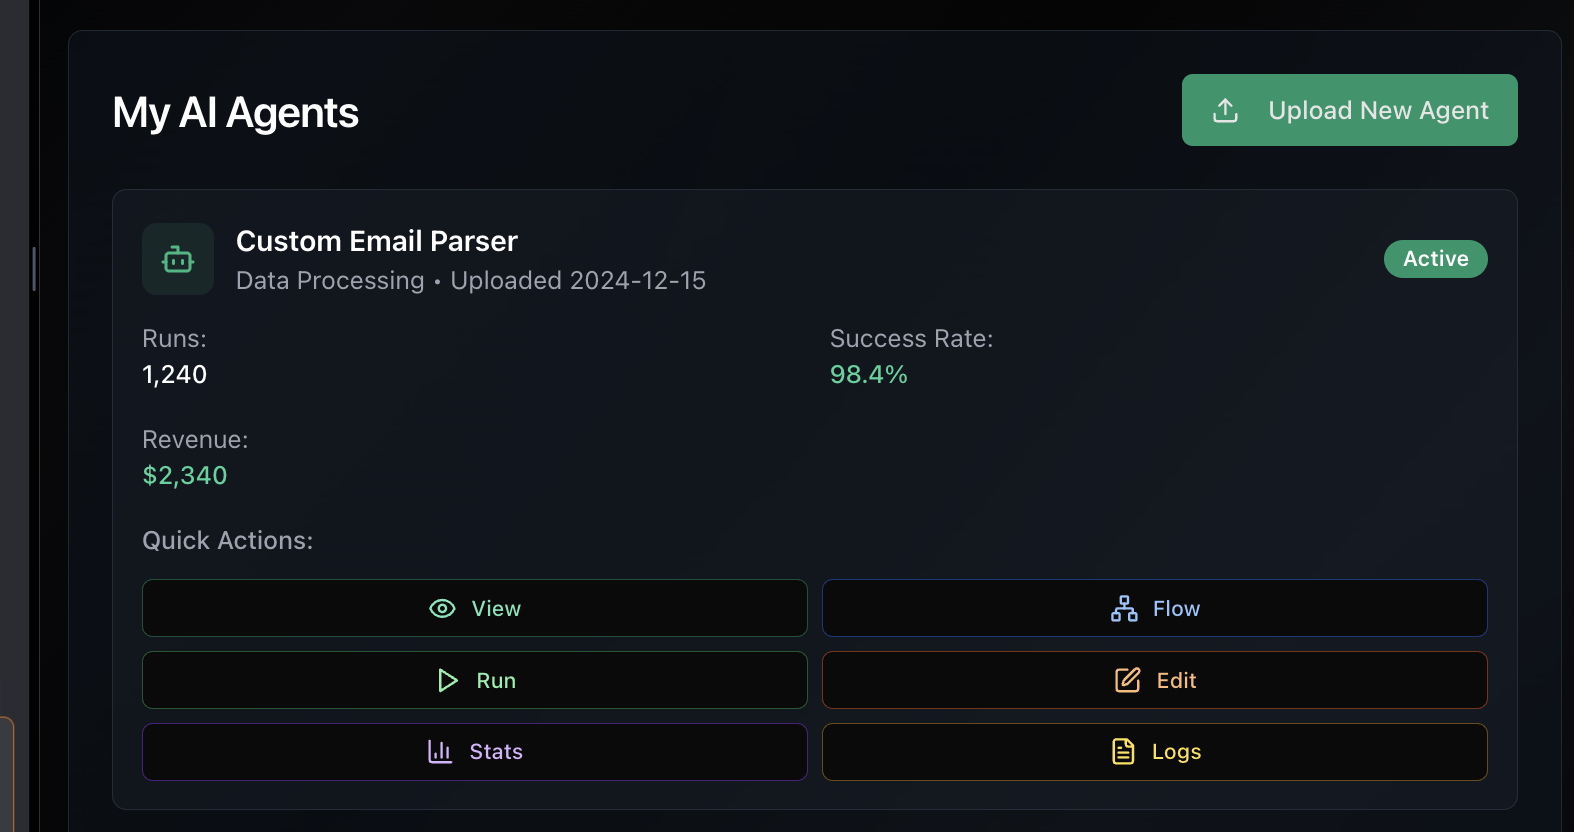 My AI Agents
Upload New Agent
Custom Email Parser
Data Processing • Uploaded 2024-12-15
Active
Runs:
1,240
Success Rate:
98.4%
Revenue:
$2,340
Quick Actions:
View
Flow
Run
Edit
Stats
Logs